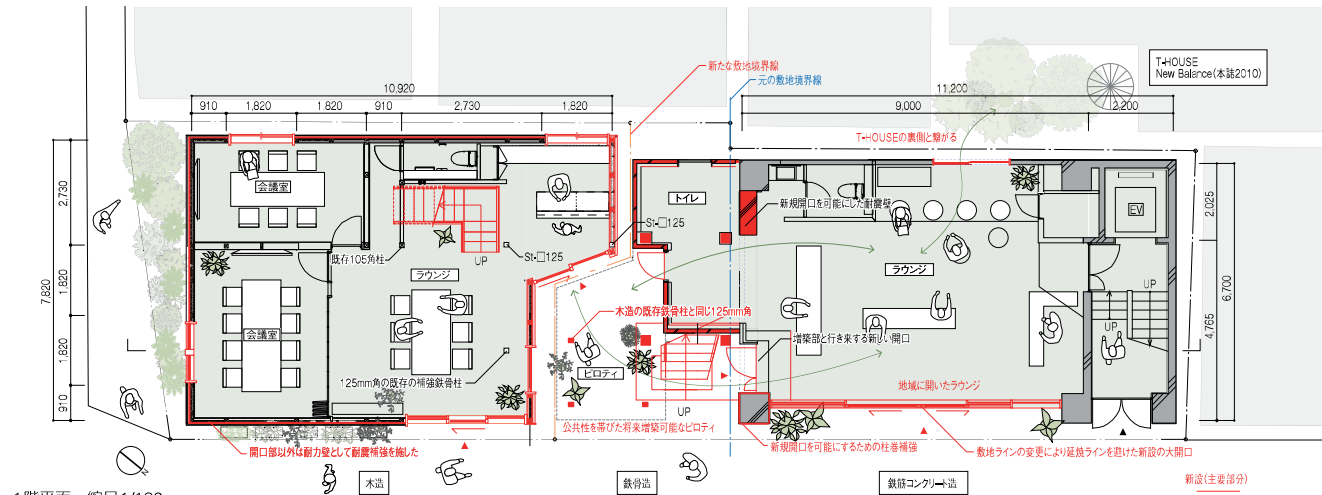 T-HOUSE
New Balance(本誌2010)
新たな敷地境界線
元の敷地境界線
10,920
11,200
910
1,820
1,820
910
2,730
1,820
9,000
2,200
T-HOUSEの裏側と繋がる
7,820
2,730
1,820
1,820
910
会議室
トイレ
新規開口を可能にした耐震壁
EV
2,025
6,700
4,765
St-□125
St-□125
既存105角柱
UP
ラウンジ
ラウンジ
UP
UP
会議室
木造の既存鉄骨柱と同じ125mm角
増築部と行き来する新しい開口
ピロティ
125mm角の既存の補強鉄骨柱
地域に開いたラウンジ
UP
公共性を帯びた将来増築可能なピロティ
開口部以外は耐力壁として耐震補強を施した
新規開口を可能にするための柱巻補強
敷地ラインの変更により延焼ラインを避けた新設の大開口
N
木造
鉄骨造
鉄筋コンクリート造
新設(主要部分)